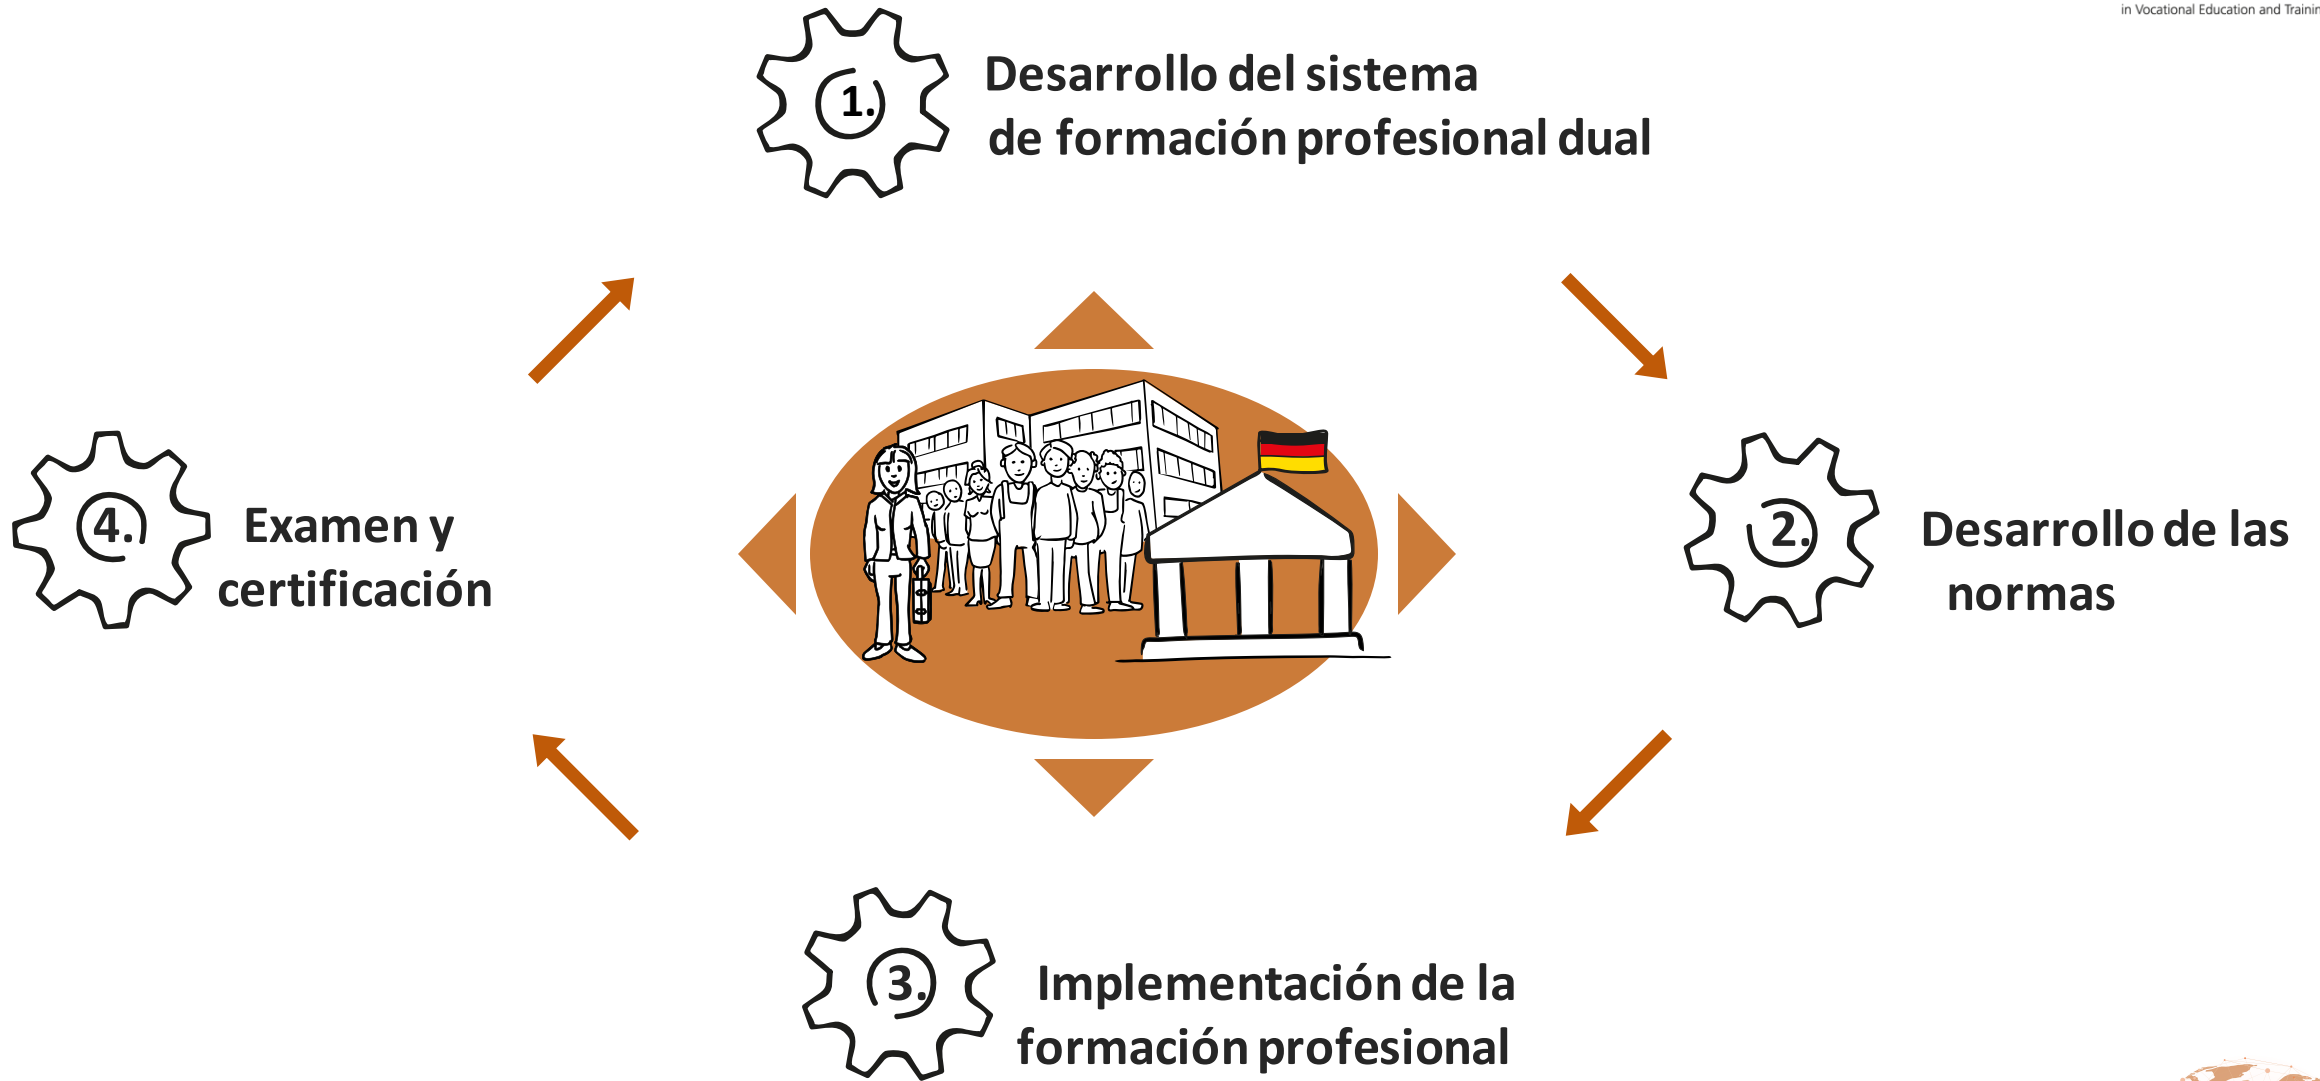 in Vocational Education and Trainin
1.
Desarrollo del sistema
de formación profesional dual
2.
Desarrollo de las
normas
3.
Implementación de la
formación profesional
4.
Examen y
certificación